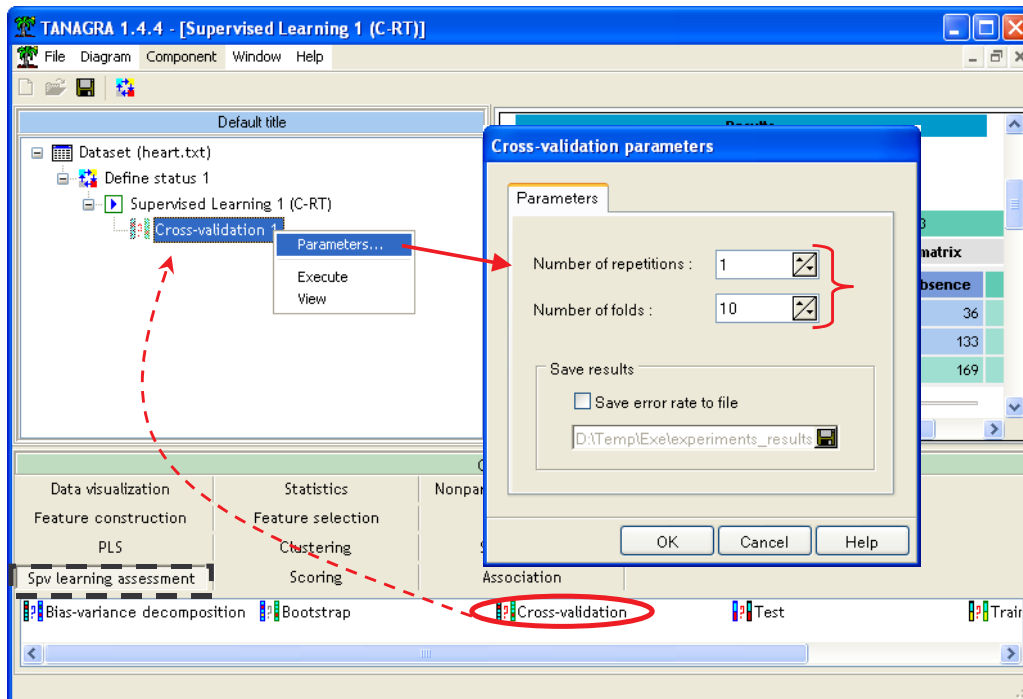 TANAGRA 1.4.4 - [Supervised Learning 1 (C-RT)]
File Diagram Component Window Help
Default title
Dataset (heart.txt)
Define status 1
Supervised Learning 1 (C-RT)
Cross-validation 1
Parameters...
Execute
View
Results
matrix
bsence
36
133
169
Cross-validation parameters
Parameters
Number of repetitions : 1
Number of folds : 10
Save results
Save error rate to file
D:\Temp\Exe\experiments_results
OK Cancel Help
Data visualization Statistics Nonpar
Feature construction Feature selection
PLS Clustering
Spv learning assessment Scoring Association
Bias-variance decomposition Bootstrap Cross-validation Test Train